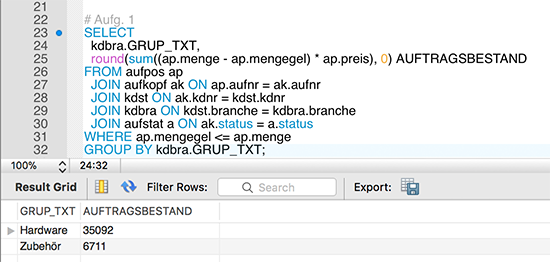 21
22 # Aufg. 1
23 SELECT
24 kdbra.GRUP_TXT,
25 round(sum((ap.menge - ap.mengegel) * ap.preis), 0) AUFTRAGSBESTAND
26 FROM aufpos ap
27 JOIN aufkopf ak ON ap.aufnr = ak.aufnr
28 JOIN kdst ON ak.kdnr = kdst.kdnr
29 JOIN kdbra ON kdst.branche = kdbra.branche
30 JOIN aufstat a ON ak.status = a.status
31 WHERE ap.mengegel <= ap.menge
32 GROUP BY kdbra.GRUP_TXT;
100% 24:32
Result Grid Filter Rows: Search Export:
GRUP_TXT AUFTRAGSBESTAND
Hardware 35092
Zubehör 6711